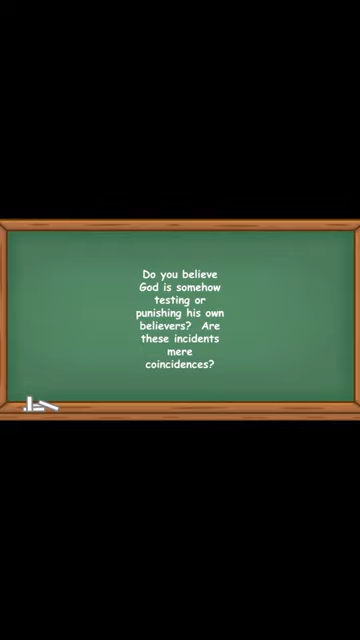 Do you believe
God is somehow
testing or
punishing his own
believers?  Are
these incidents
mere
coincidences?